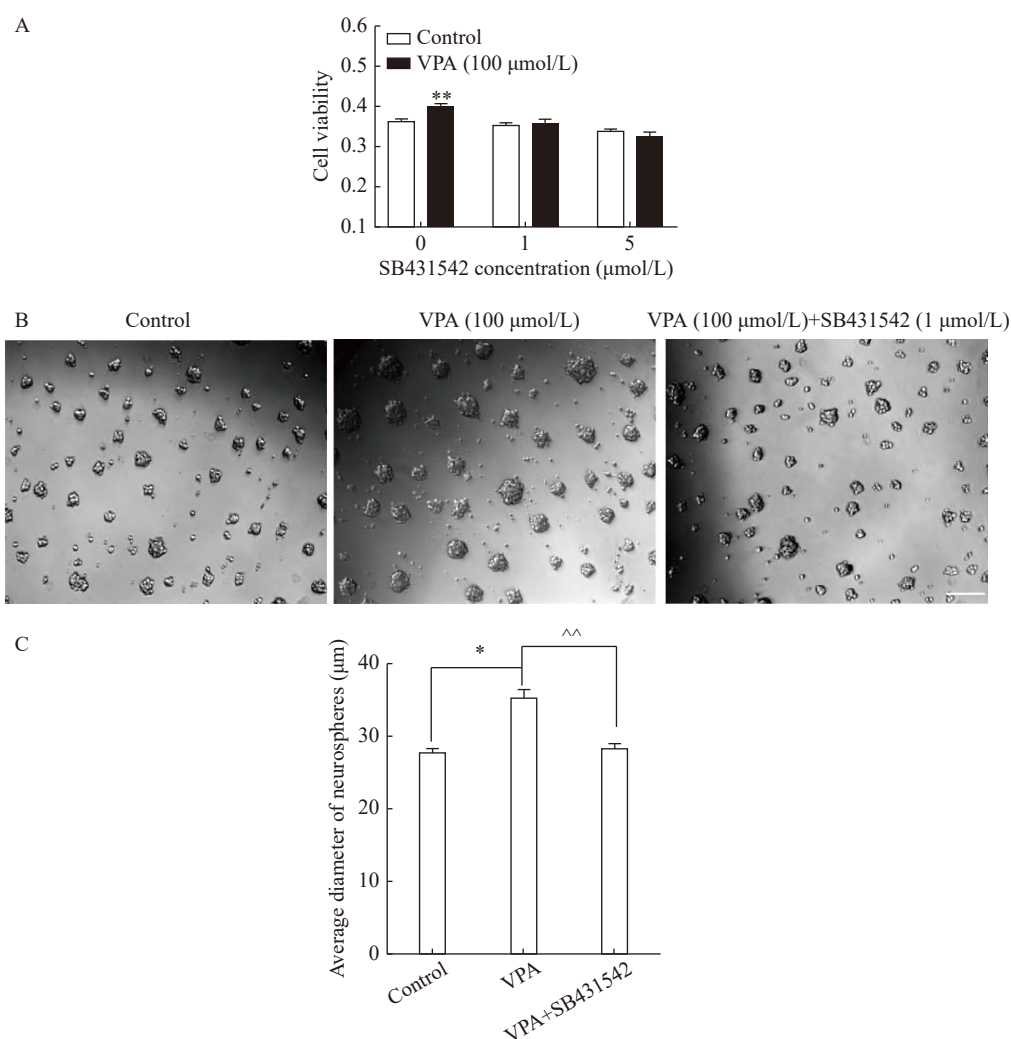 A
0.6
0.5
0.4
0.3
0.2
0.1
Cell viability
Control
VPA (100 μmol/L)
**
0 1 5
SB431542 concentration (μmol/L)
B
Control VPA (100 μmol/L) VPA (100 μmol/L)+SB431542 (1 μmol/L)
C
Average diameter of neurospheres (μm)
40
30
20
10
0
* ^^
Control
VPA
VPA+SB431542